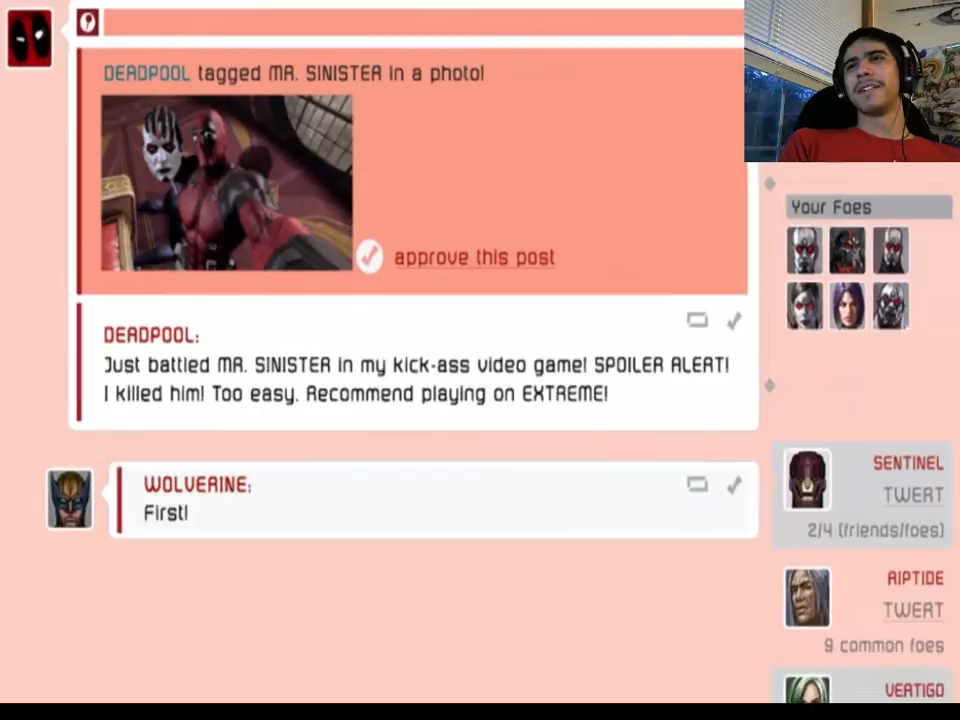 DEADPOOL tagged MR. SINISTER in a photo!
approve this post
DEADPOOL:
Just battled MR. SINISTER in my kick-ass video game! SPOILER ALERT!
I killed him! Too easy. Recommend playing on EXTREME!
WOLVERINE:
First!
Your Foes
SENTINEL
TWERT
2/4 (friends/foes)
RIPTIDE
TWERT
9 common foes
VERTIGO